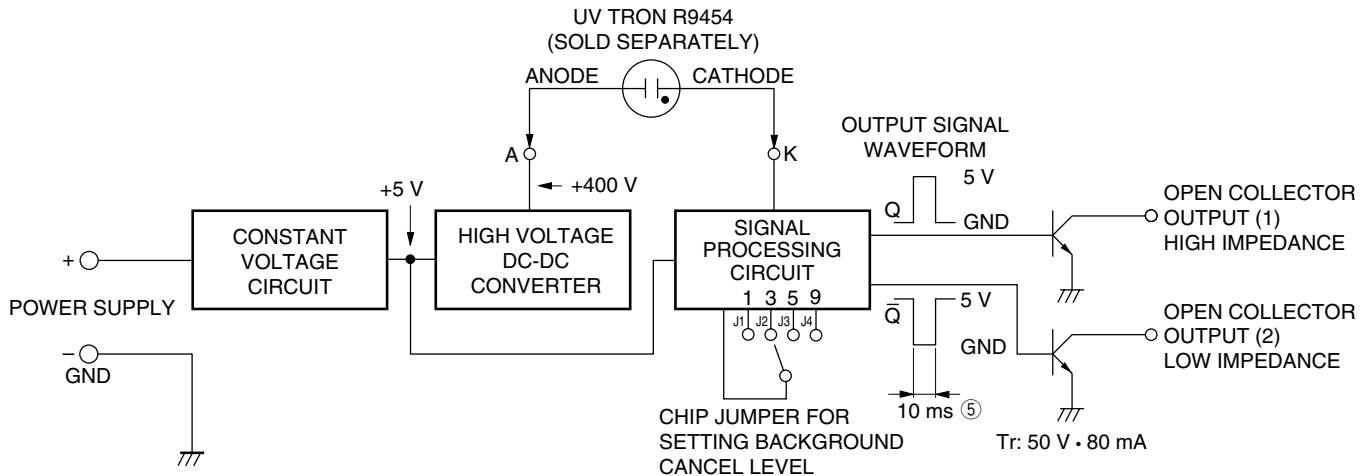 UV TRON R9454
(SOLD SEPARATELY)
ANODE
CATHODE
A
K
+400 V
+5 V
OUTPUT SIGNAL
WAVEFORM
5 V
Q
GND
OPEN COLLECTOR
OUTPUT (1)
HIGH IMPEDANCE
CONSTANT
VOLTAGE
CIRCUIT
HIGH VOLTAGE
DC-DC
CONVERTER
SIGNAL
PROCESSING
CIRCUIT
1 3 5 9
J1 J2 J3 J4
+
POWER SUPPLY
−
GND
Q̄
5 V
GND
10 ms ⑤
OPEN COLLECTOR
OUTPUT (2)
LOW IMPEDANCE
CHIP JUMPER FOR
SETTING BACKGROUND
CANCEL LEVEL
Tr: 50 V • 80 mA